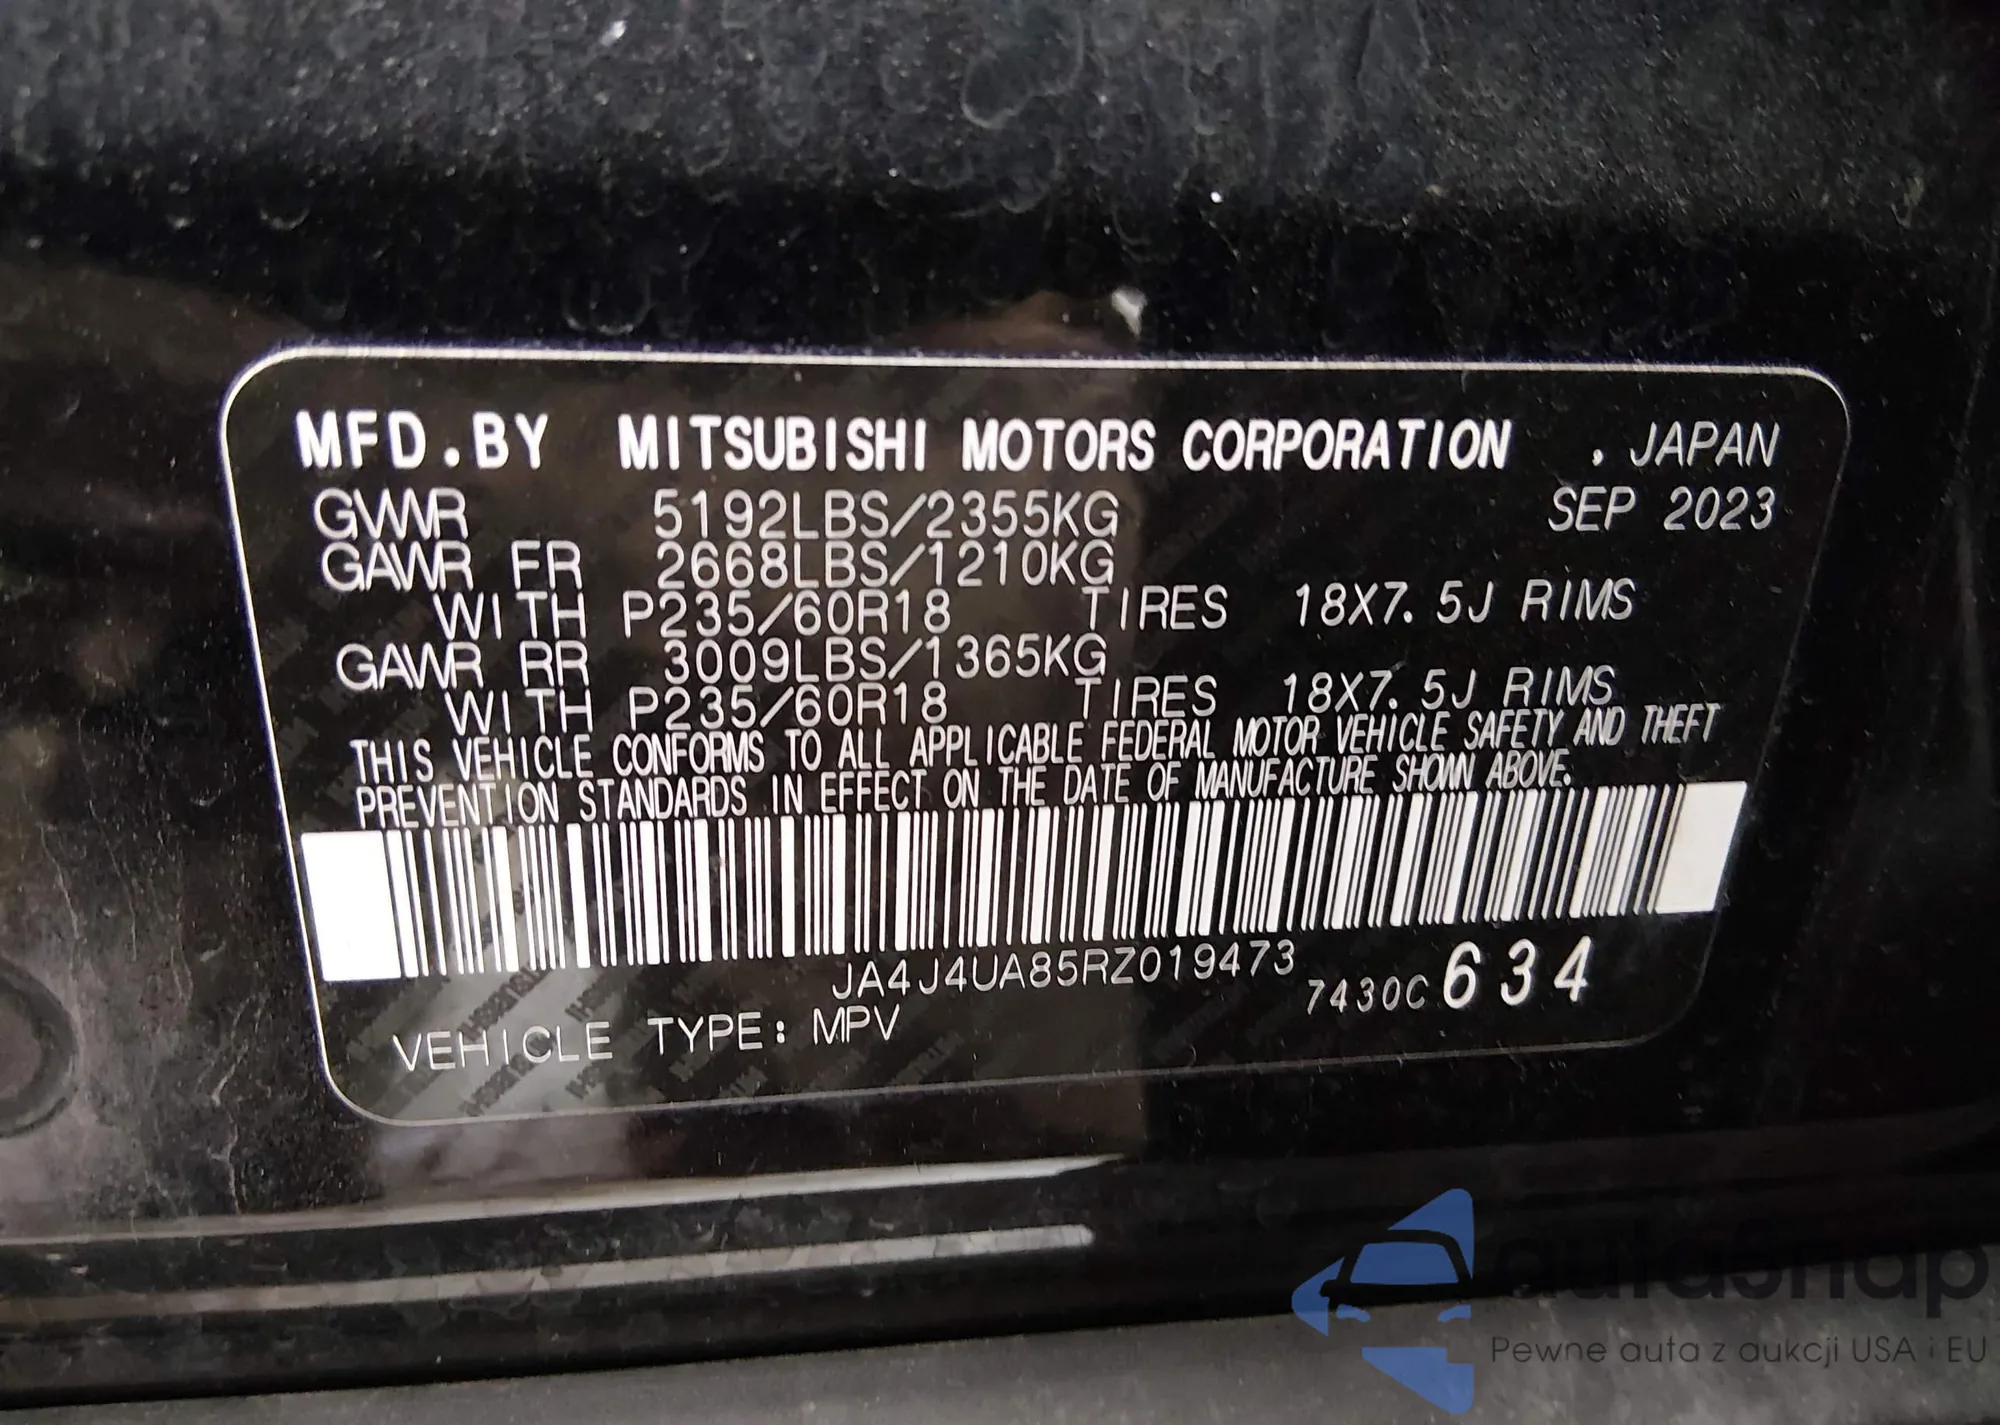 MFD.BY MITSUBISHI MOTORS CORPORATION . JAPAN
GVWR 5192LBS/2355KG SEP 2023
GAWR FR 2668LBS/1210KG
WITH P235/60R18 TIRES 18X7.5J RIMS
GAWR RR 3009LBS/1365KG
WITH P235/60R18 TIRES 18X7.5J RIMS
THIS VEHICLE CONFORMS TO ALL APPLICABLE FEDERAL MOTOR VEHICLE SAFETY AND THEFT
PREVENTION STANDARDS IN EFFECT ON THE DATE OF MANUFACTURE SHOWN ABOVE.
JA4J4UA85RZ019473 7430C 634
VEHICLE TYPE: MPV
autosnap
Pewne auta z aukcji USA i EU